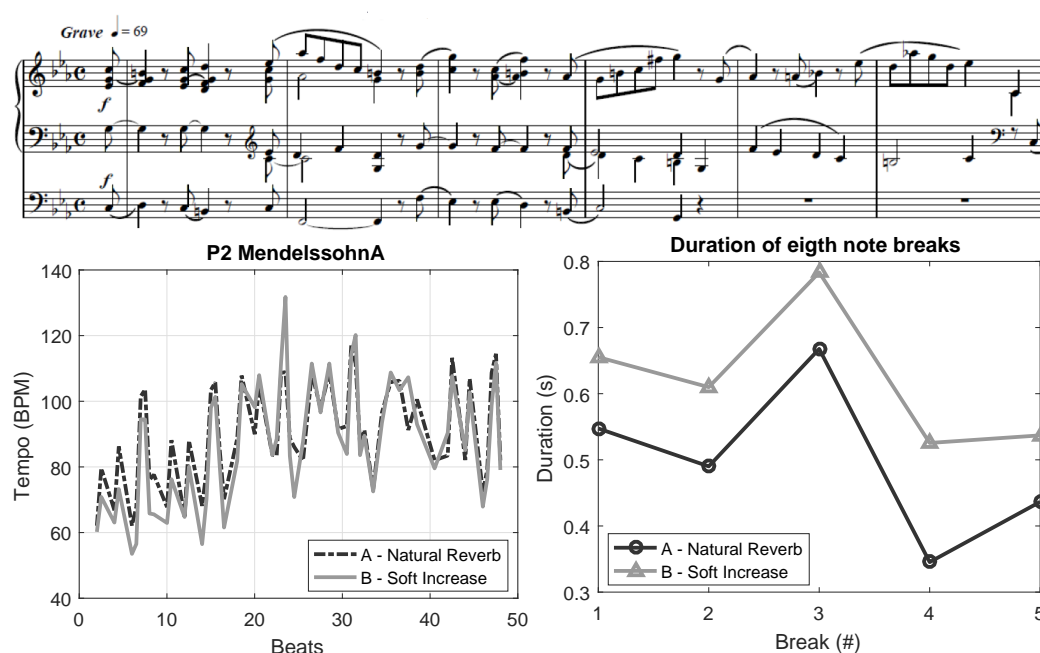 Grave ♩ = 69
f
f
P2 MendelssohnA
Tempo (BPM)
140
120
100
80
60
40
0
10
20
30
40
50
Beats
A - Natural Reverb
B - Soft Increase
Duration of eigth note breaks
Duration (s)
0.8
0.7
0.6
0.5
0.4
0.3
1
2
3
4
5
Break (#)
A - Natural Reverb
B - Soft Increase